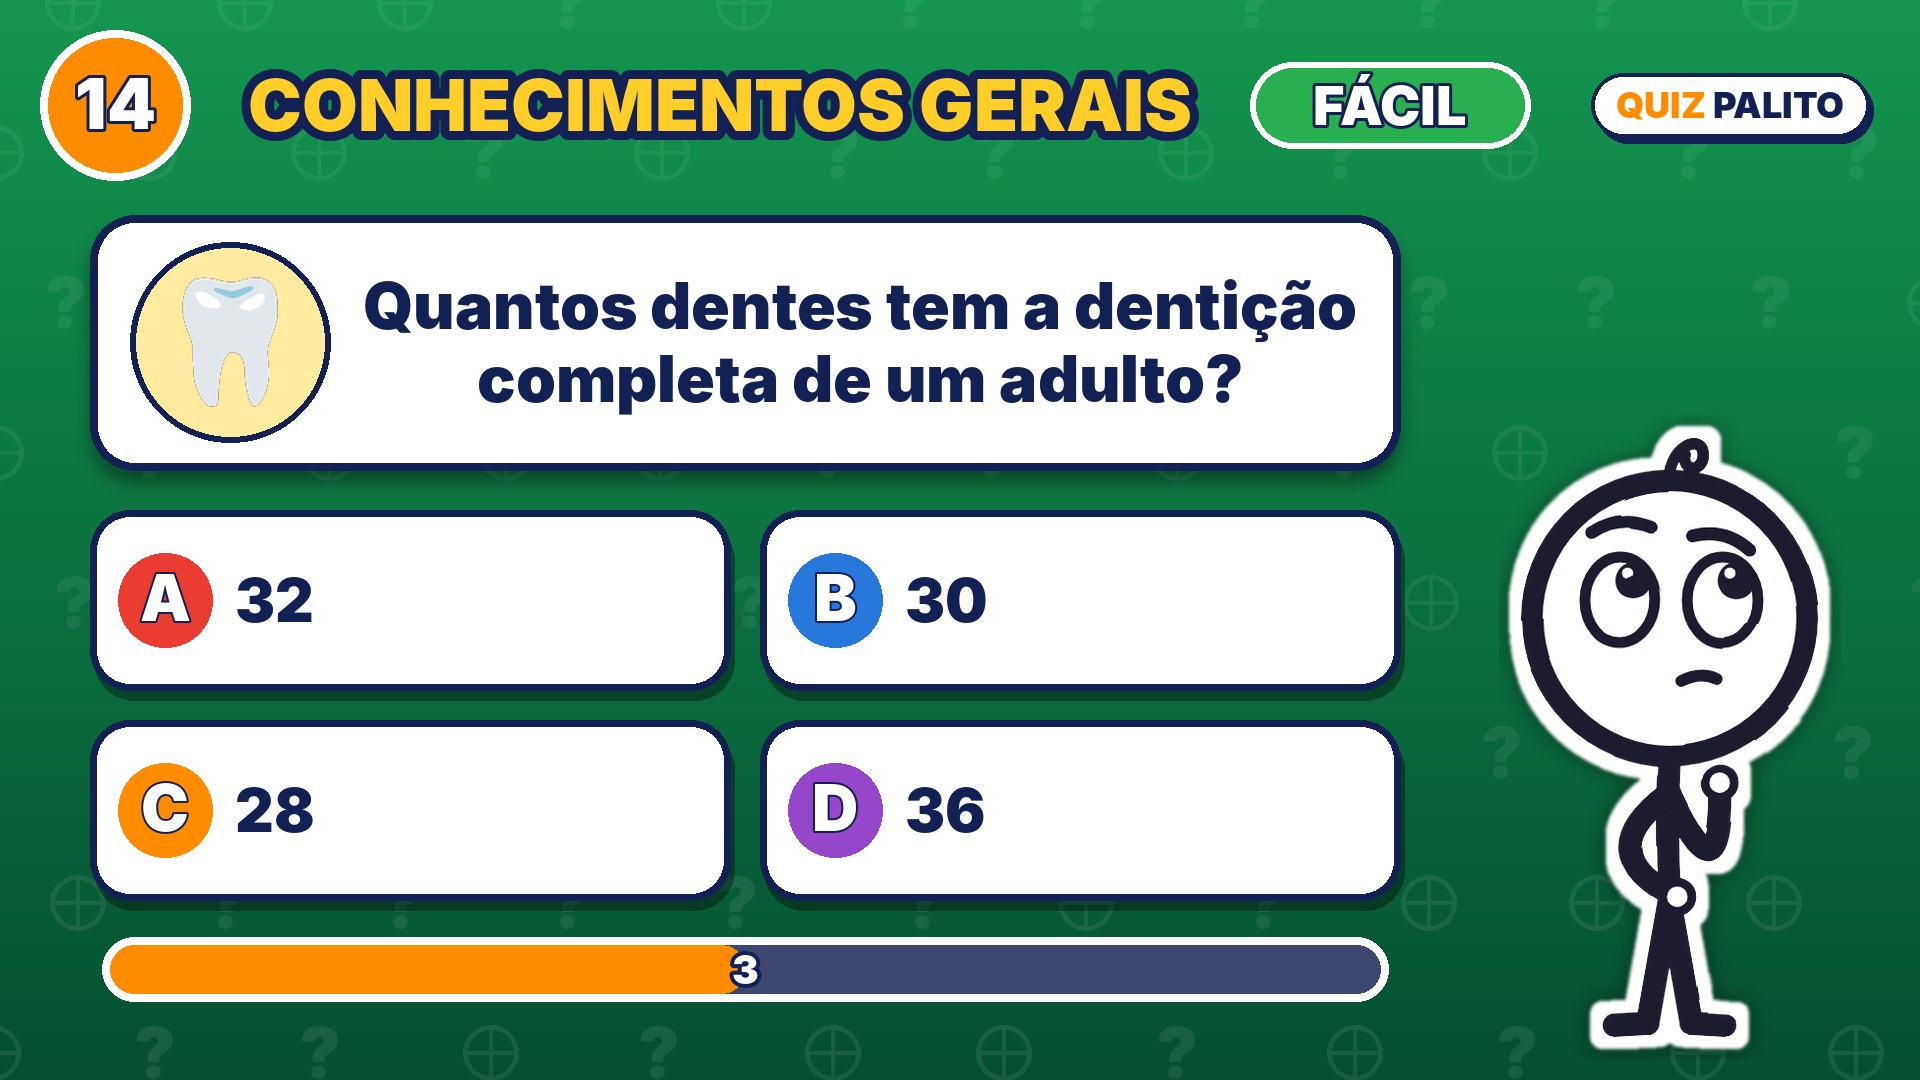 14
CONHECIMENTOS GERAIS
FÁCIL
QUIZ PALITO
Quantos dentes tem a dentição
completa de um adulto?
A 32
B 30
C 28
D 36
3